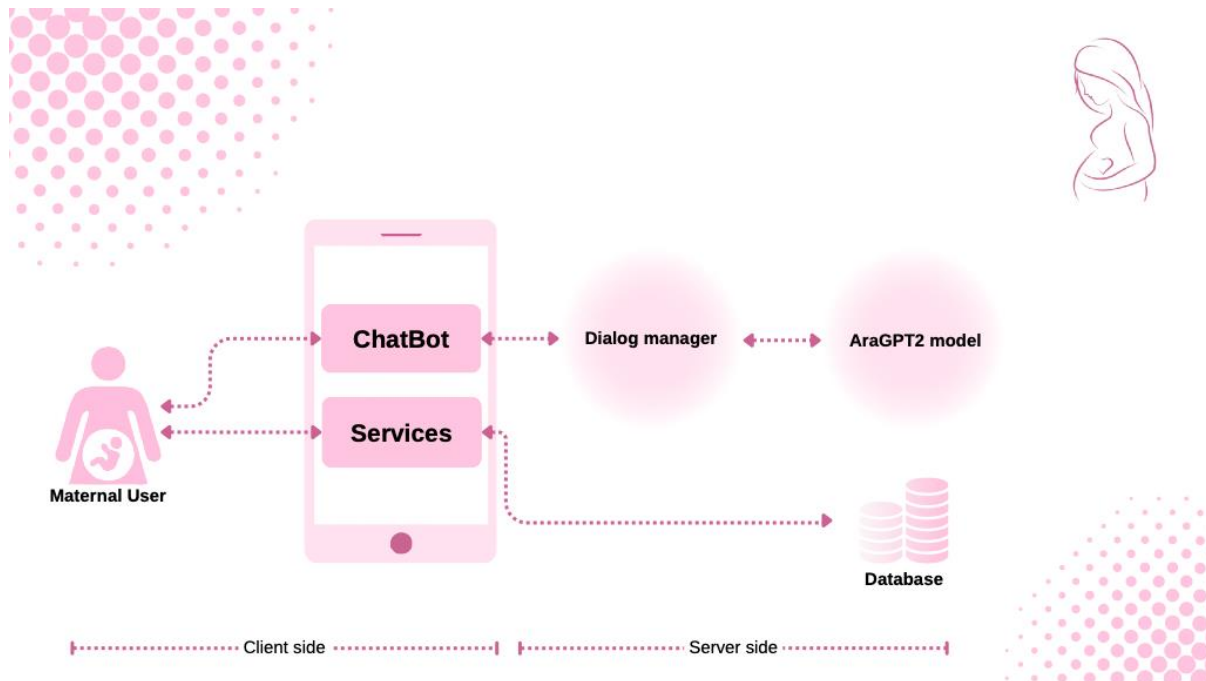 ChatBot
Dialog manager
AraGPT2 model
Services
Maternal User
Database
Client side
Server side